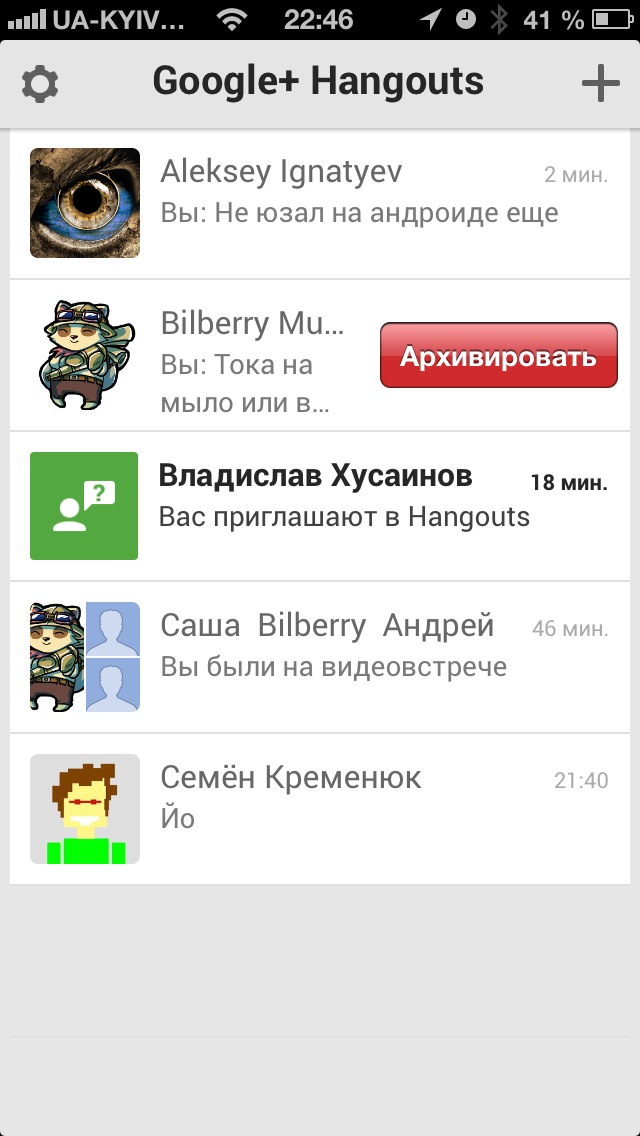 UA-KYIV... 22:46 41 %
Google+ Hangouts
Aleksey Ignatyev 2 мин.
Вы: Не юзал на андроиде еще
Bilberry Mu...
Вы: Тока на
мыло или в...
Архивировать
Владислав Хусаинов 18 мин.
Вас приглашают в Hangouts
?
Саша Bilberry Андрей 46 мин.
Вы были на видеовстрече
Семён Кременюк 21:40
Йо